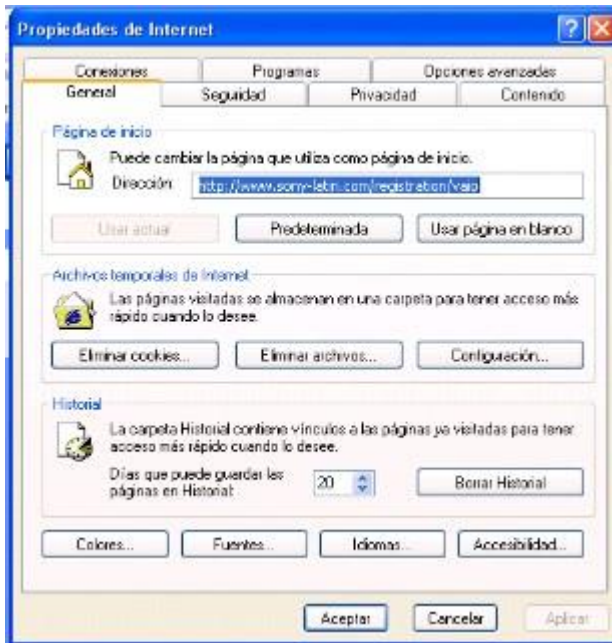 Propiedades de Internet
Conexiones Programas Opciones avanzadas
General Seguridad Privacidad Contenido
Página de inicio
Puede cambiar la página que utiliza como página de inicio.
Dirección: http://www.sony-latin.com/registration/vaio
Usar actual Predeterminada Usar página en blanco
Archivos temporales de Internet
Las páginas visitadas se almacenan en una carpeta para tener acceso más
rápido cuando lo desee.
Eliminar cookies... Eliminar archivos... Configuración...
Historial
La carpeta Historial contiene vínculos a las páginas ya visitadas para tener
acceso más rápido cuando lo desee.
Días que puede guardar las
páginas en Historial: 20 Borrar Historial
Colores... Fuentes... Idiomas... Accesibilidad...
Aceptar Cancelar Aplicar